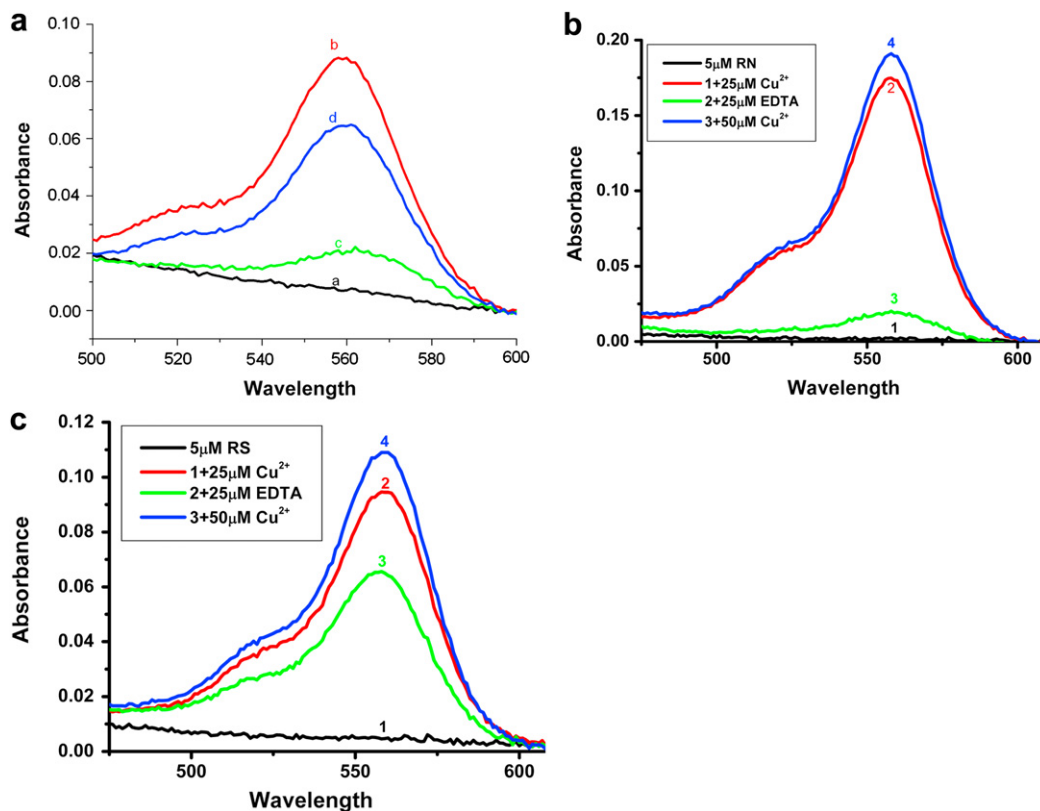 a
0.10
0.08
0.06
0.04
0.02
0.00
Absorbance
b
d
c
a
500 520 540 560 580 600
Wavelength
b
0.20
0.15
0.10
0.05
0.00
Absorbance
5μM RN
1+25μM Cu²⁺
2+25μM EDTA
3+50μM Cu²⁺
4
2
3
1
500 550 600
Wavelength
c
0.12
0.10
0.08
0.06
0.04
0.02
0.00
Absorbance
5μM RS
1+25μM Cu²⁺
2+25μM EDTA
3+50μM Cu²⁺
4
2
3
1
500 550 600
Wavelength